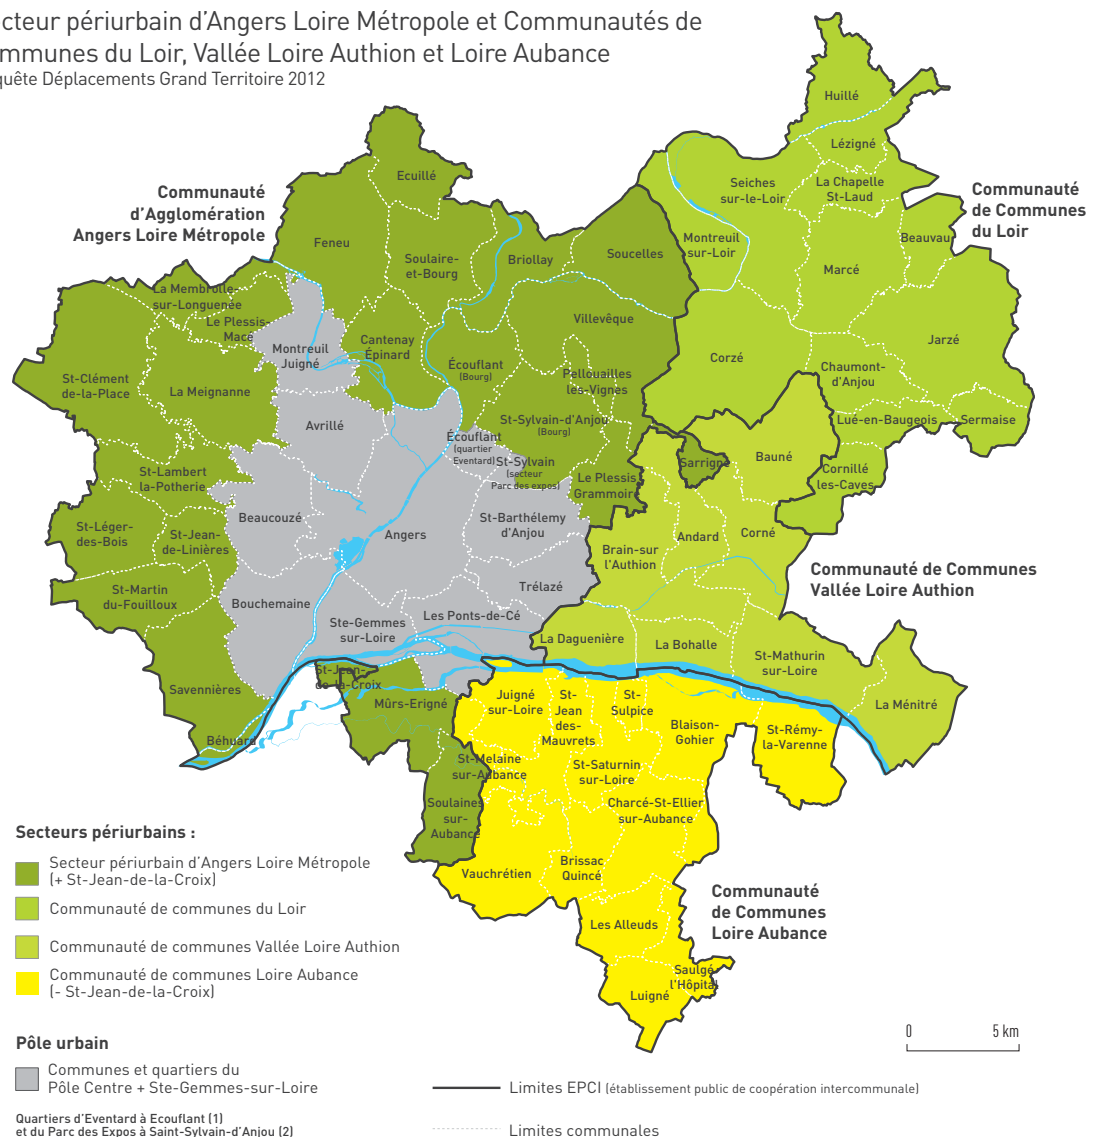 cteur périurbain d'Angers Loire Métropole et Communautés de
mmunes du Loir, Vallée Loire Authion et Loire Aubance
quête Déplacements Grand Territoire 2012
Huillé
Lézigné
Communauté
d'Agglomération
Angers Loire Métropole
Ecuillé
Seiches
sur-le-Loir
La Chapelle
St-Laud
Communauté
de Communes
du Loir
Feneu
Soulaire-
et-Bourg
Briollay
Soucelles
Montreuil
sur-Loir
Beauvau
Marcé
La Membrolle-
sur-Longuenée
Le Plessis-
Macé
Montreuil
Juigné
Cantenay
Épinard
Villevêque
Corzé
Jarzé
St-Clément
de-la-Place
La Meignanne
Écouflant
(Bourg)
Pellouailles
les-Vignes
Chaumont-
d'Anjou
Avrillé
St-Sylvain-d'Anjou
(Bourg)
Lué-en-Baugeois
Sermaise
Écouflant
(quartier
Eventard)
St-Sylvain
(secteur
Parc des expos)
St-Lambert
la-Potherie
Le Plessis
Grammoire
Sarrigné
Bauné
Cornillé
les-Caves
St-Léger-
des-Bois
St-Jean-
de-Linières
Beaucouzé
Angers
St-Barthélemy
d'Anjou
Brain-sur
l'Authion
Andard
Corné
Communauté de Communes
Vallée Loire Authion
St-Martin
du-Fouilloux
Bouchemaine
Trélazé
Ste-Gemmes
sur-Loire
Les Ponts-de-Cé
La Daguenière
La Bohalle
St-Mathurin
sur-Loire
Savennières
St-Jean-
de-la-Croix
Mûrs-Erigné
Juigné
sur-Loire
St-
Jean
des-
Mauvrets
St-
Sulpice
La Ménitré
Béhuard
Blaison-
Gohier
St-Rémy-
la-Varenne
St-Melaine
sur-Aubance
St-Saturnin
sur-Loire
Soulaines
sur-
Aubance
Charcé-St-Ellier
sur-Aubance
Vauchrétien
Brissac
Quincé
Communauté
de Communes
Loire Aubance
Les Alleuds
Saulgé
l'Hôpital
Luigné
Secteurs périurbains :
Secteur périurbain d'Angers Loire Métropole
(+ St-Jean-de-la-Croix)
Communauté de communes du Loir
Communauté de communes Vallée Loire Authion
Communauté de communes Loire Aubance
(- St-Jean-de-la-Croix)
Pôle urbain
Communes et quartiers du
Pôle Centre + Ste-Gemmes-sur-Loire
Quartiers d'Eventard à Ecouflant (1)
et du Parc des Expos à Saint-Sylvain-d'Anjou (2)
0 5 km
Limites EPCI (établissement public de coopération intercommunale)
Limites communales